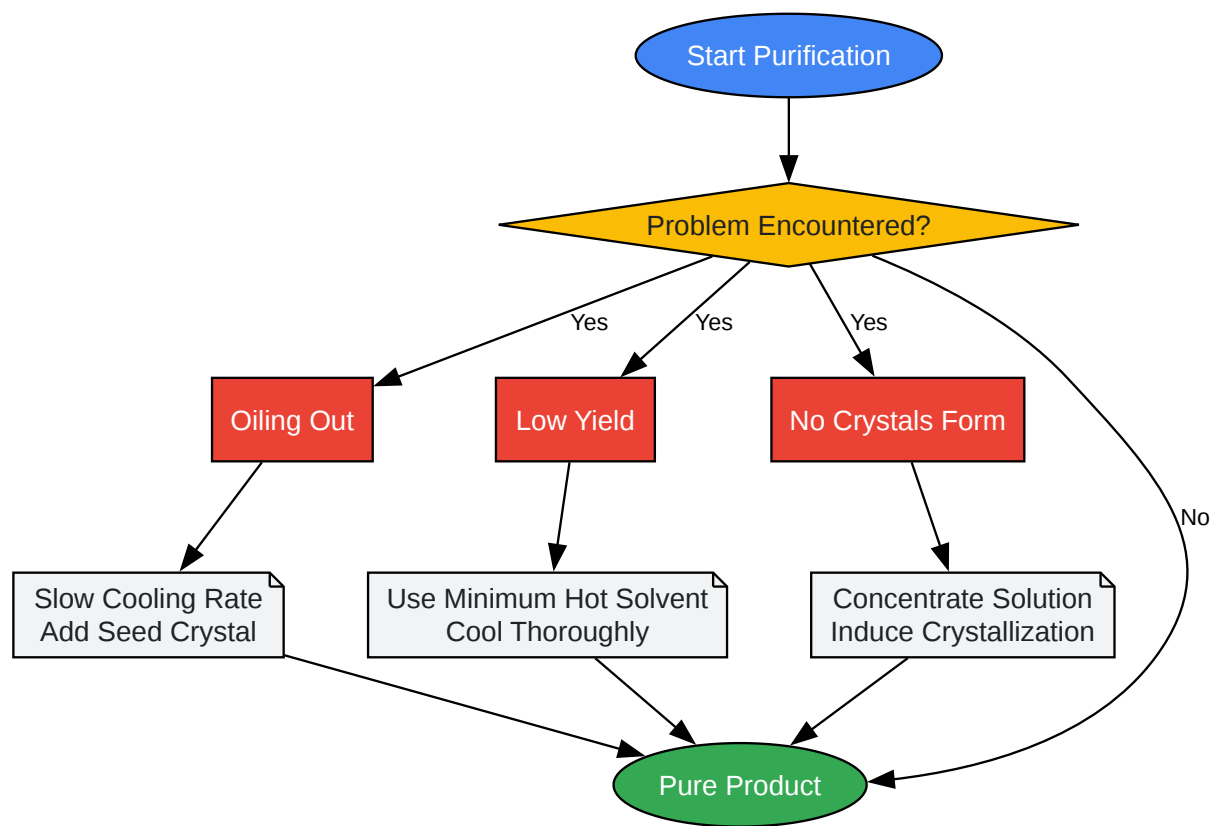 Start Purification
Problem Encountered?
Yes
Yes
Yes
Oiling Out
Low Yield
No Crystals Form
No
Slow Cooling Rate
Add Seed Crystal
Use Minimum Hot Solvent
Cool Thoroughly
Concentrate Solution
Induce Crystallization
Pure Product